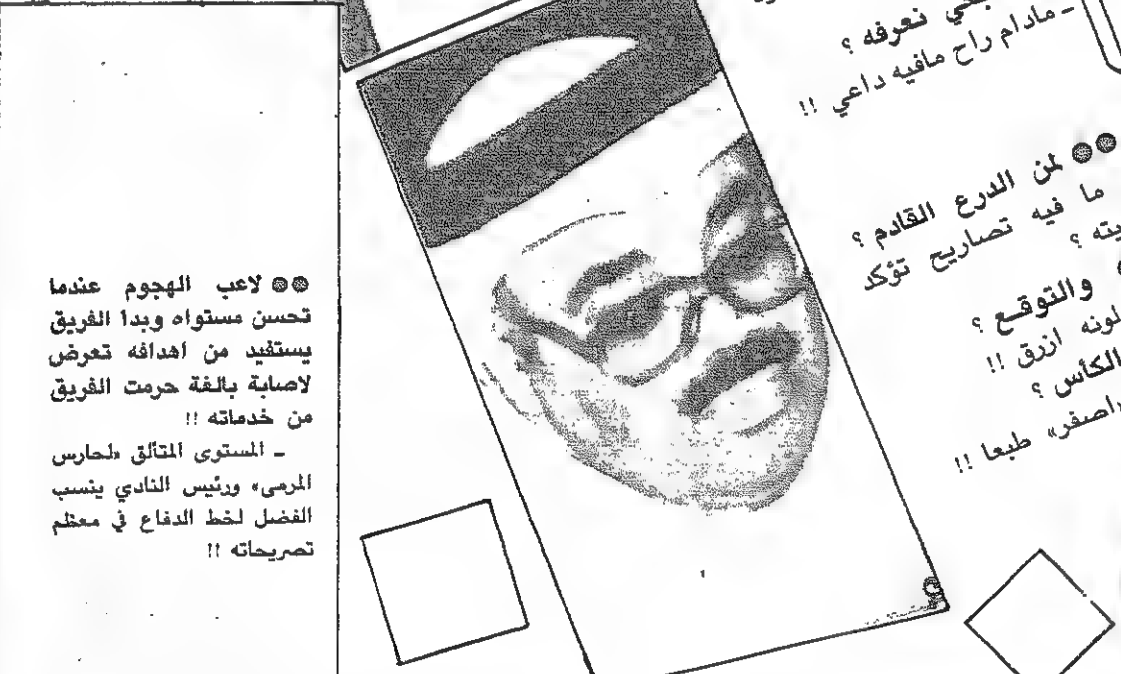 نعرفه ؟
ـ مادام راح مافيه داعي !!
●● لمن الدرع القادم ؟
ما فيه تصاريح تؤكد
والتوقع ؟
لونه ازرق !!
الكأس ؟
طبعا !!
●● لاعب الهجوم عندما
تحسن مستواه وبدأ الفريق
يستفيد من اهدافه تعرض
لاصابة بالغة حرمت الفريق
من خدماته !!
ـ المستوى المتألق «لحارس
المرمى» ورئيس النادي ينسب
الفضل لخط الدفاع في معظم
تصريحاته !!